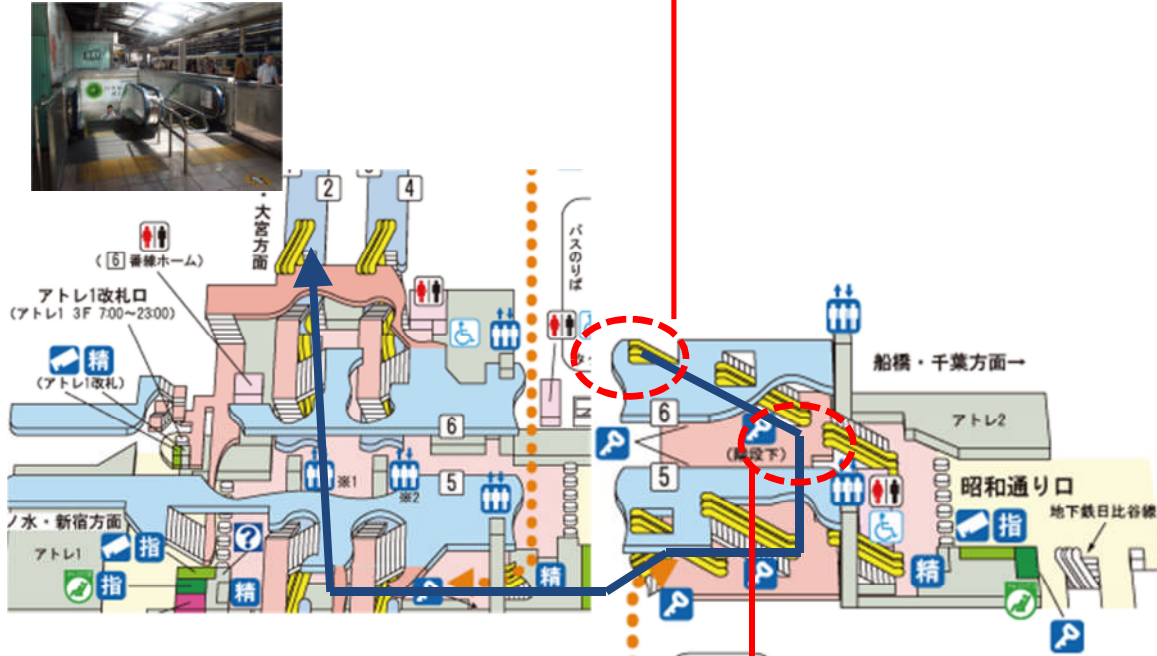 2
4
・大宮方面
(6番線ホーム)
アトレ1改札口
(アトレ1 3F 7:00〜23:00)
精
(アトレ1改札)
バスのりば
船橋・千葉方面→
アトレ2
6
6
(階段下)
※1
※2
5
5
昭和通り口
地下鉄日比谷線
ノ水・新宿方面
アトレ1
指
?
指
精
精
精
指